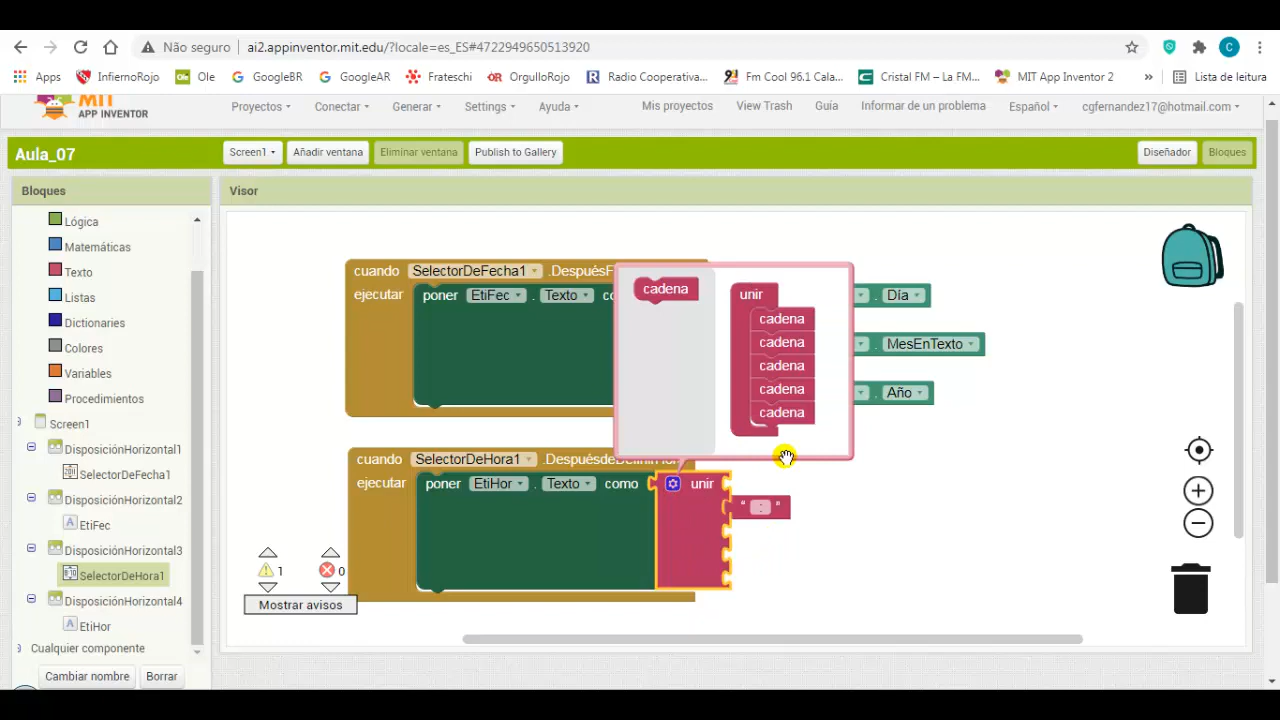 Não seguro
ai2.appinventor.mit.edu/?locale=es_ES#4722949650513920
C
Apps
InfiernoRojo
Ole
GoogleBR
GoogleAR
Frateschi
OrgulloRojo
Radio Cooperativa...
Fm Cool 96.1 Cala...
Cristal FM – La FM...
MIT App Inventor 2
»
Lista de leitura
MIT
APP INVENTOR
Proyectos
Conectar
Generar
Settings
Ayuda
Mis proyectos
View Trash
Guía
Informar de un problema
Español
cgfernandez17@hotmail.com
Aula_07
Screen1
Añadir ventana
Eliminar ventana
Publish to Gallery
Diseñador
Bloques
Bloques
Visor
Lógica
Matemáticas
Texto
Listas
Dictionaries
Colores
Variables
Procedimientos
Screen1
DisposiciónHorizontal1
SelectorDeFecha1
DisposiciónHorizontal2
EtiFec
DisposiciónHorizontal3
SelectorDeHora1
DisposiciónHorizontal4
EtiHor
Cualquier componente
Cambiar nombre
Borrar
cuando SelectorDeFecha1 .DespuésF
ejecutar poner EtiFec . Texto co
. Día
. MesEnTexto
. Año
cadena
unir
cadena
cadena
cadena
cadena
cadena
cuando SelectorDeHora1
ejecutar poner EtiHor . Texto como unir
" : "
1
0
Mostrar avisos